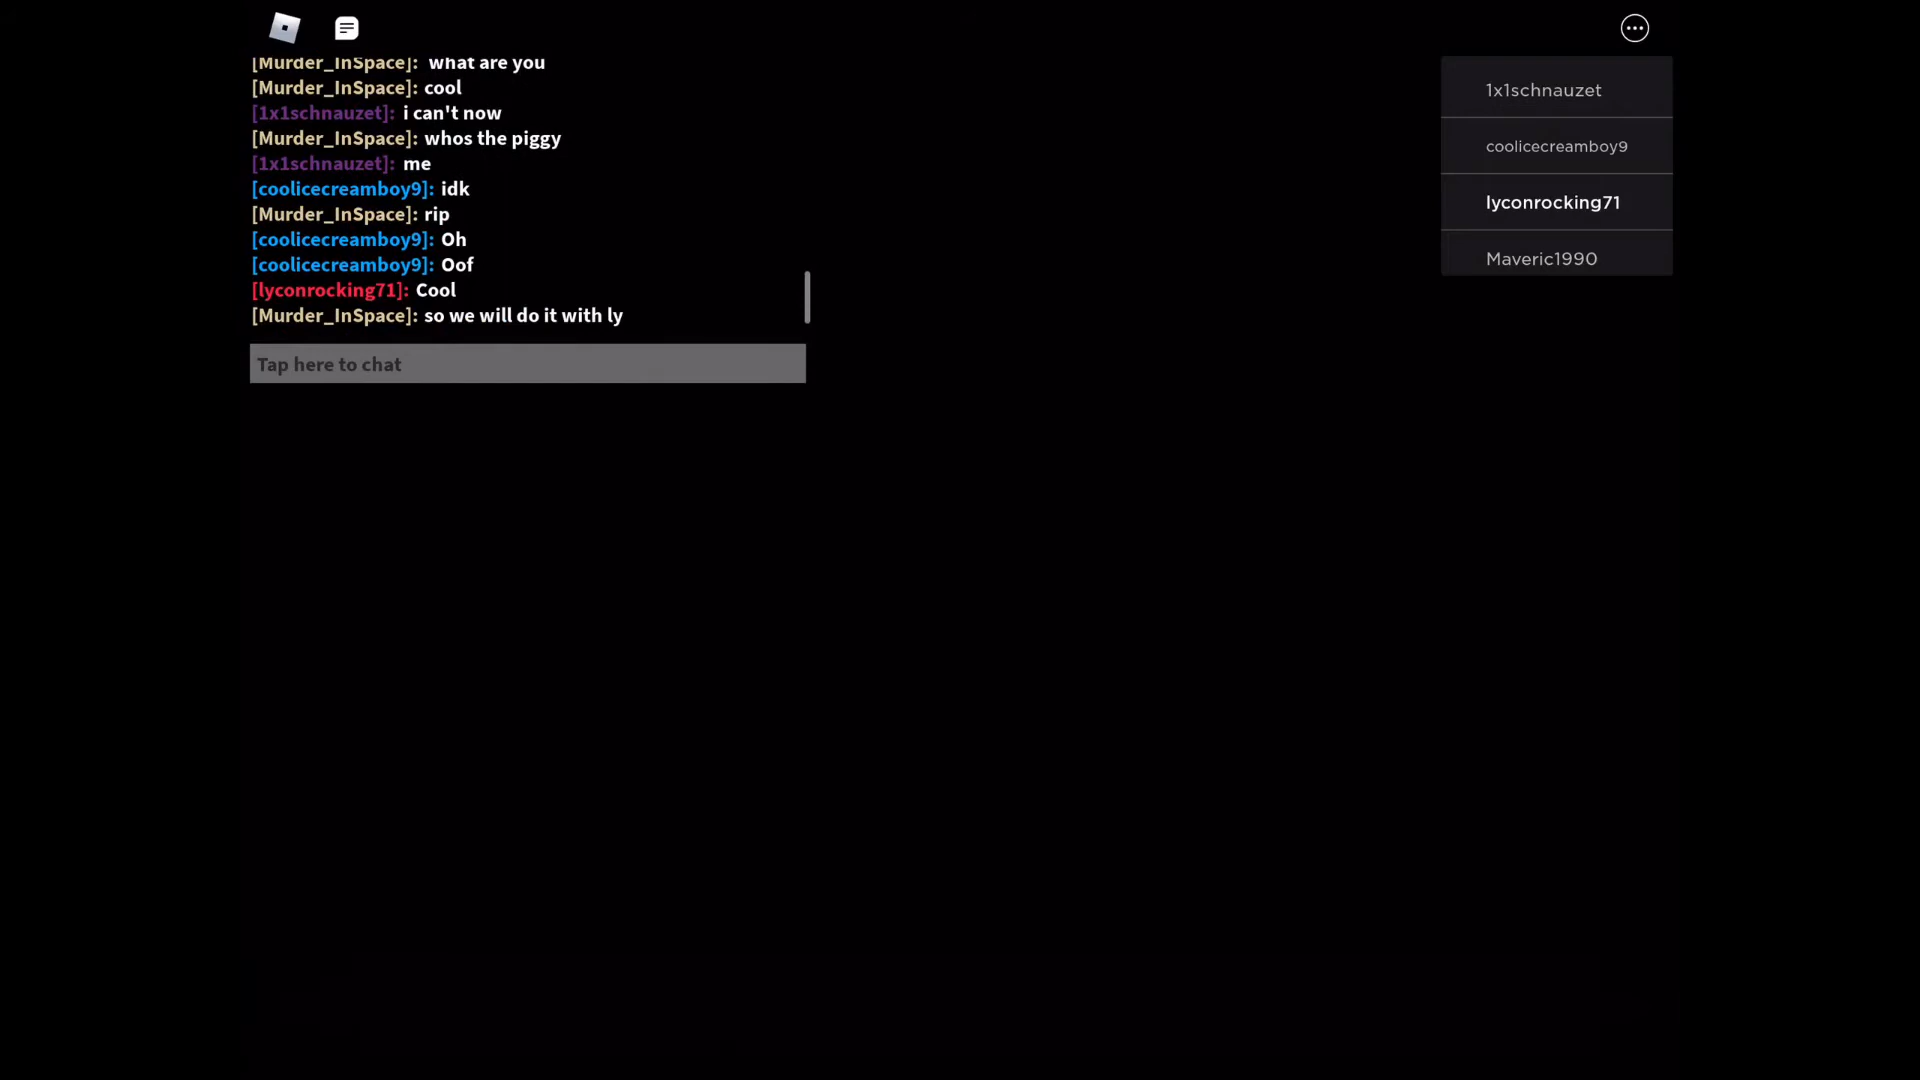 [Murder_InSpace]: what are you
[Murder_InSpace]: cool
[1x1schnauzet]: i can't now
[Murder_InSpace]: whos the piggy
[1x1schnauzet]: me
[coolicecreamboy9]: idk
[Murder_InSpace]: rip
[coolicecreamboy9]: Oh
[coolicecreamboy9]: Oof
[lyconrocking71]: Cool
[Murder_InSpace]: so we will do it with ly
Tap here to chat
1x1schnauzet
coolicecreamboy9
lyconrocking71
Maveric1990